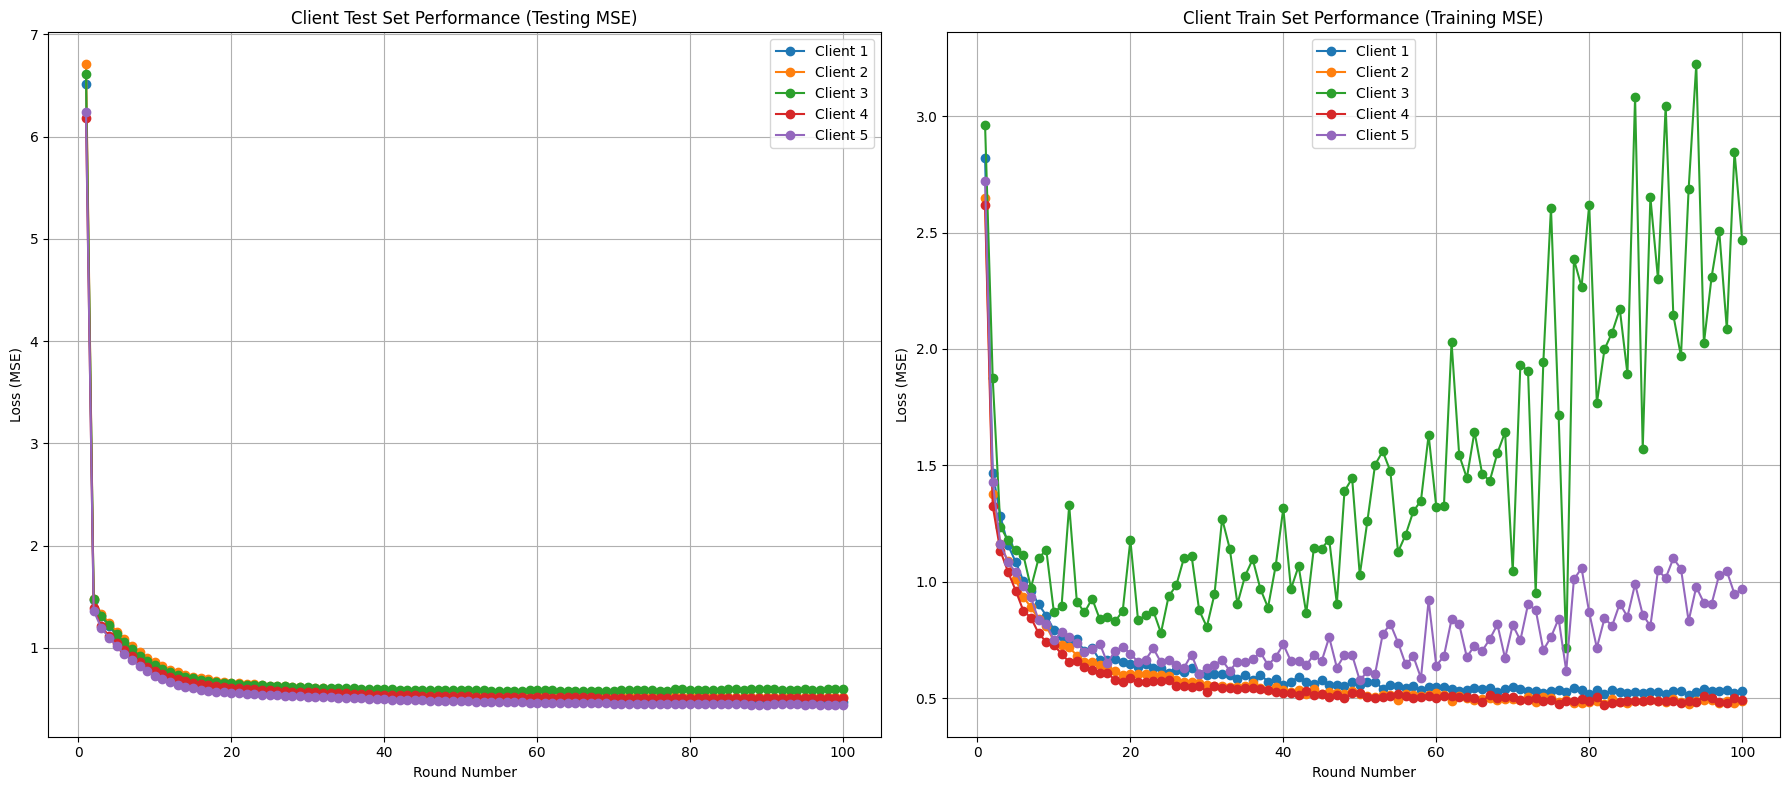 Client Test Set Performance (Testing MSE)
7
6
5
4
3
2
1
Loss (MSE)
0
20
40
60
80
100
Round Number
Client 1
Client 2
Client 3
Client 4
Client 5
Client Train Set Performance (Training MSE)
3.0
2.5
2.0
1.5
1.0
0.5
Loss (MSE)
0
20
40
60
80
100
Round Number
Client 1
Client 2
Client 3
Client 4
Client 5